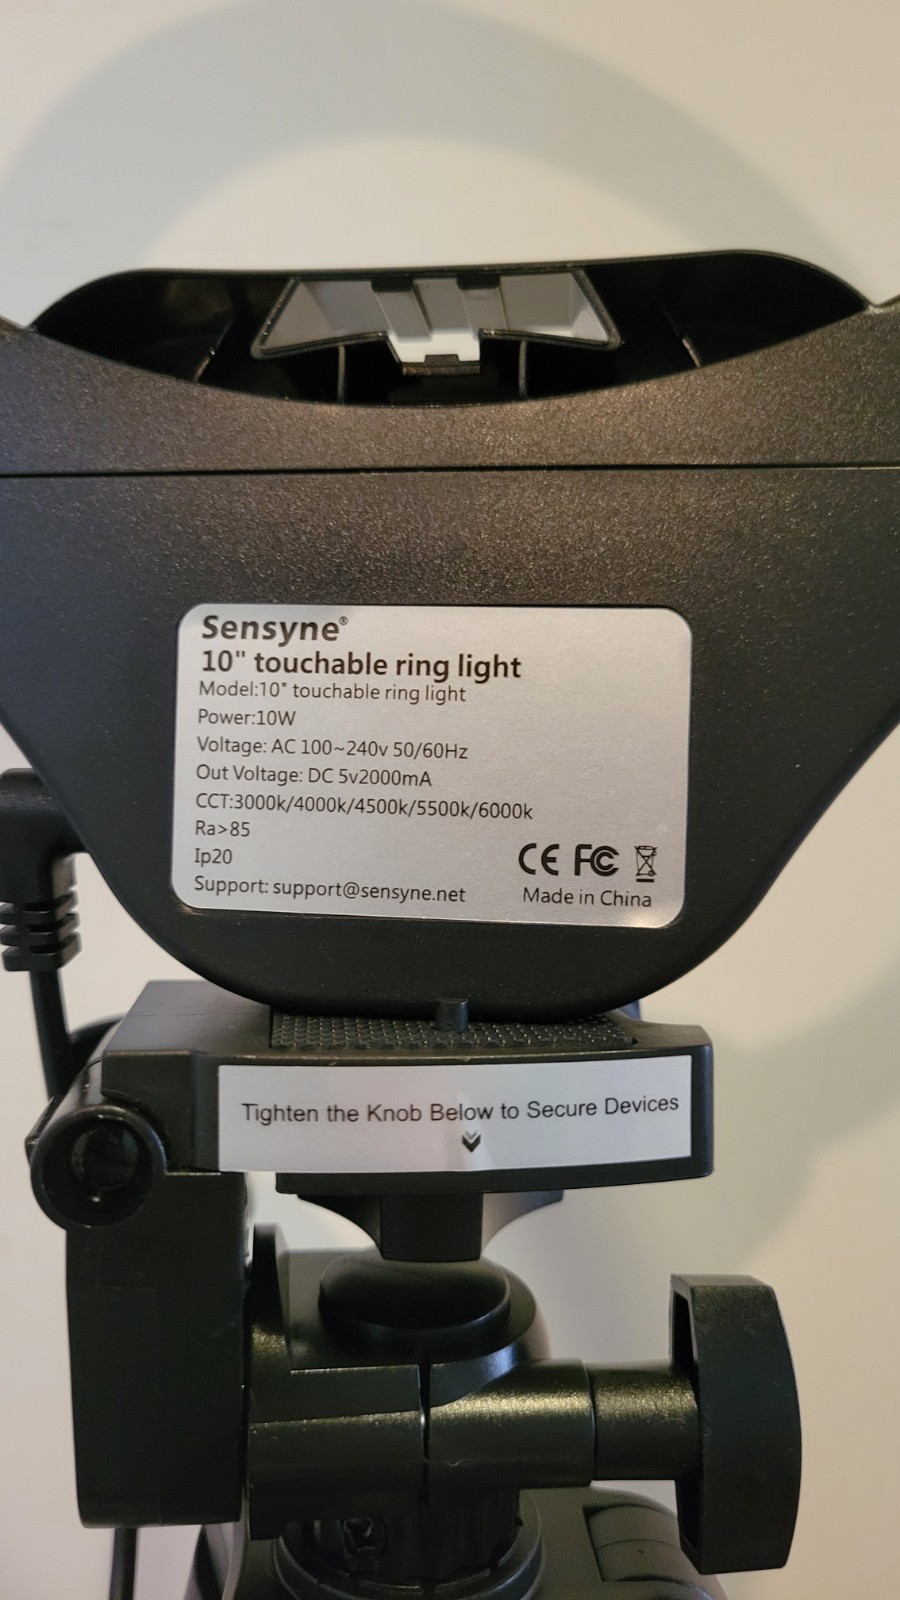 Sensyne®
10" touchable ring light
Model:10" touchable ring light
Power:10W
Voltage: AC 100~240v 50/60Hz
Out Voltage: DC 5v2000mA
CCT:3000k/4000k/4500k/5500k/6000k
Ra>85
Ip20
Support: support@sensyne.net
CE FC
Made in China
Tighten the Knob Below to Secure Devices